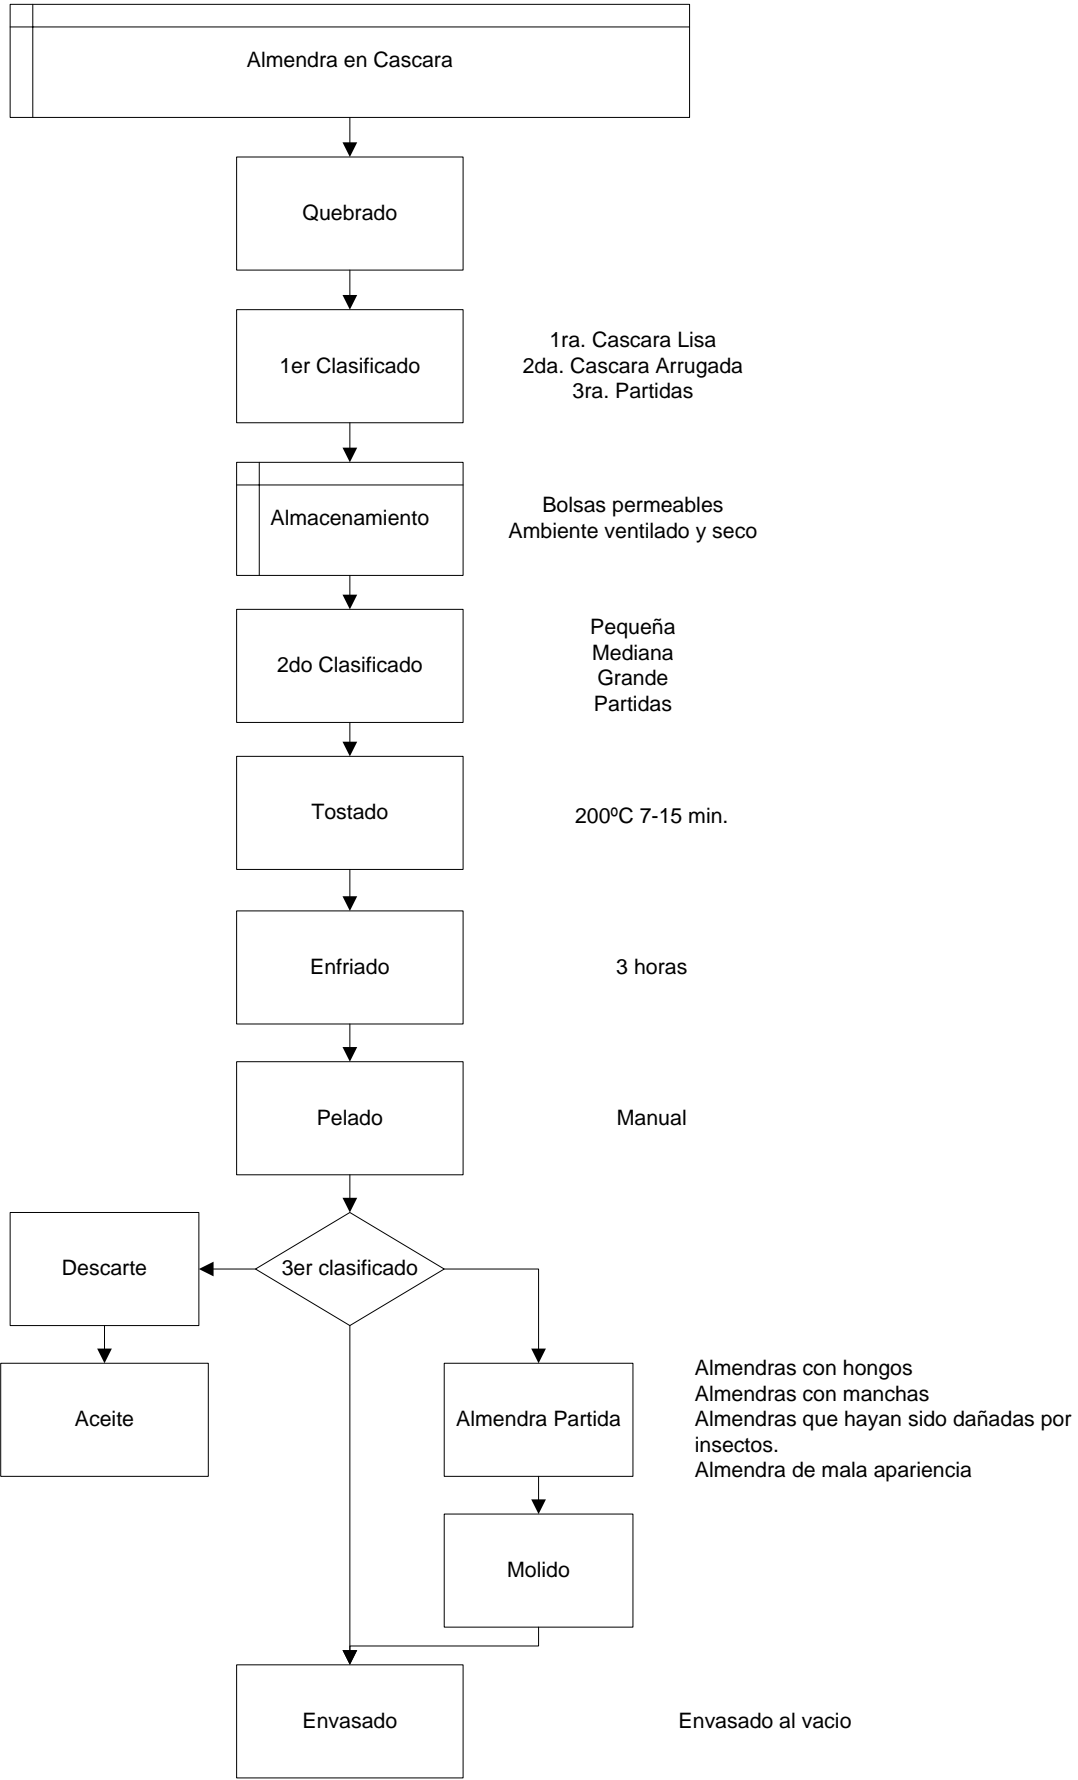 Almendra en Cascara
Quebrado
1er Clasificado
1ra. Cascara Lisa
2da. Cascara Arrugada
3ra. Partidas
Almacenamiento
Bolsas permeables
Ambiente ventilado y seco
2do Clasificado
Pequeña
Mediana
Grande
Partidas
Tostado
200ºC 7-15 min.
Enfriado
3 horas
Pelado
Manual
Descarte
3er clasificado
Aceite
Almendra Partida
Almendras con hongos
Almendras con manchas
Almendras que hayan sido dañadas por
insectos.
Almendra de mala apariencia
Molido
Envasado
Envasado al vacio